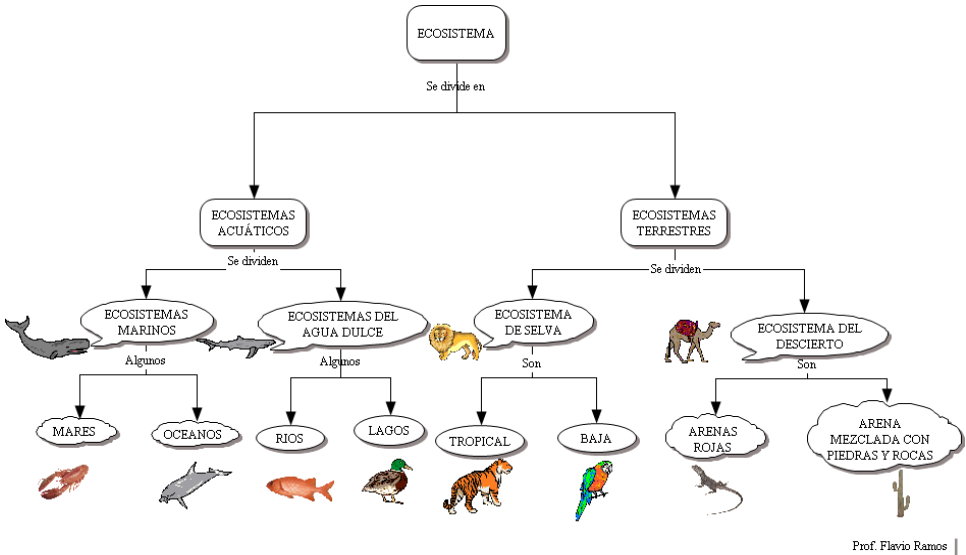 ECOSISTEMA
Se divide en
ECOSISTEMAS
ACUÁTICOS
ECOSISTEMAS
TERRESTRES
Se dividen
Se dividen
ECOSISTEMAS
MARINOS
ECOSISTEMAS DEL
AGUA DULCE
ECOSISTEMA
DE SELVA
ECOSISTEMA DEL
DESCIERTO
Algunos
Algunos
Son
Son
MARES
OCEANOS
RIOS
LAGOS
TROPICAL
BAJA
ARENAS
ROJAS
ARENA
MEZCLADA CON
PIEDRAS Y ROCAS
Prof. Flavio Ramos